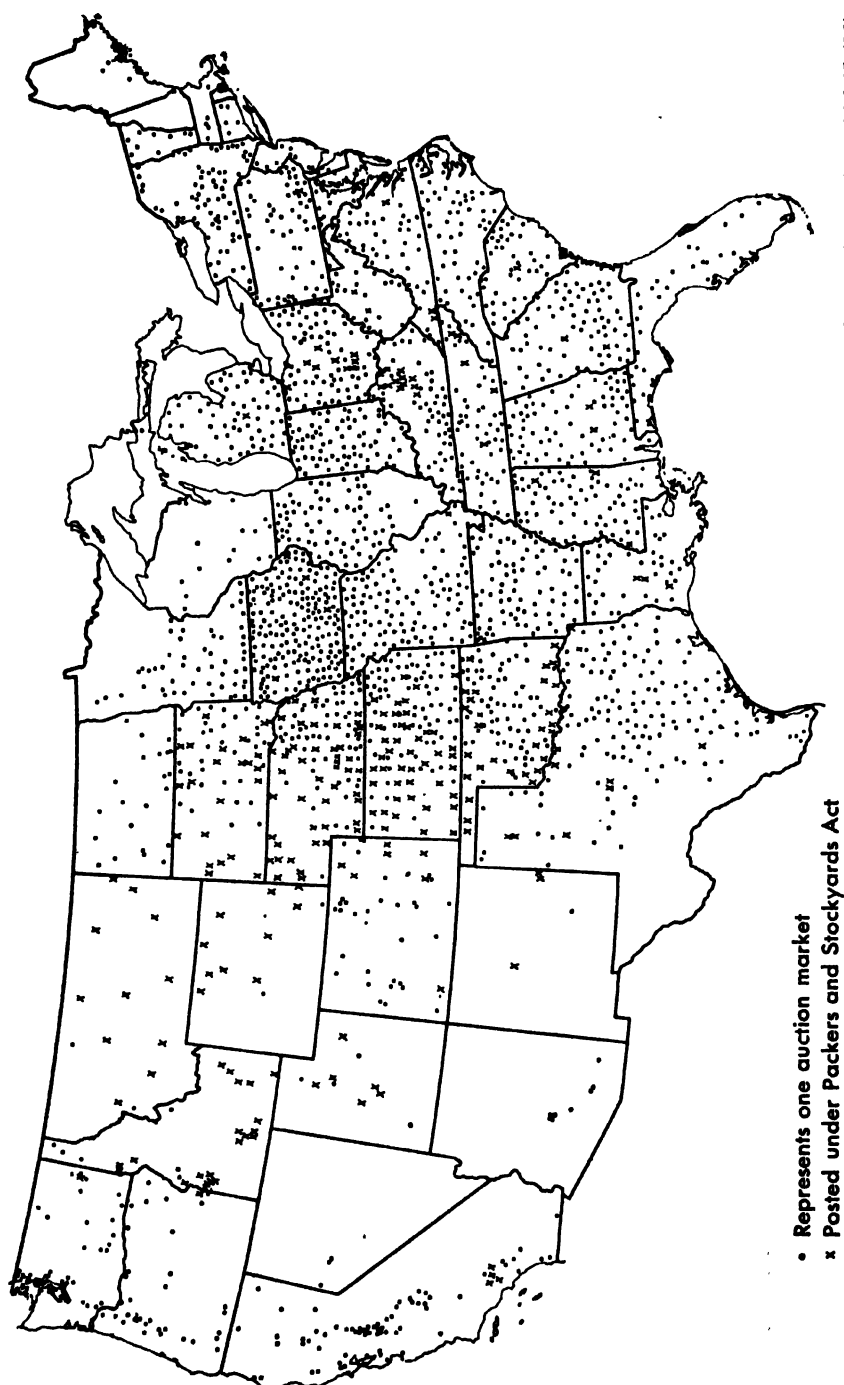 • Represents one auction market
x Posted under Packers and Stockyards Act